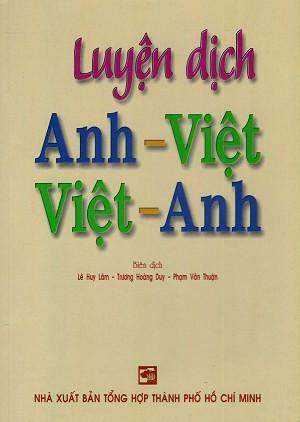 Luyện dịch
Anh - Việt
Việt - Anh
Biên dịch
Lê Huy Lâm - Trương Hoàng Duy - Phạm Văn Thuận
NHÀ XUẤT BẢN TỔNG HỢP THÀNH PHỐ HỒ CHÍ MINH